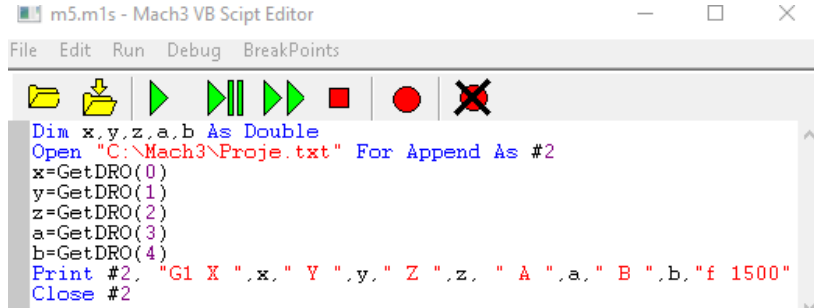 m5.m1s - Mach3 VB Scipt Editor
File Edit Run Debug BreakPoints
Dim x,y,z,a,b As Double
Open "C:\Mach3\Proje.txt" For Append As #2
x=GetDRO(0)
y=GetDRO(1)
z=GetDRO(2)
a=GetDRO(3)
b=GetDRO(4)
Print #2, "G1 X ",x," Y ",y," Z ",z, " A ",a," B ",b,"f 1500"
Close #2